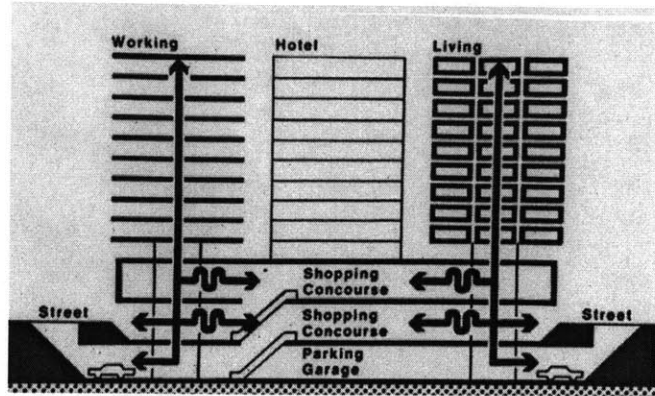 Working
Hotel
Living
Shopping
Concourse
Street
Street
Shopping
Concourse
Parking
Garage